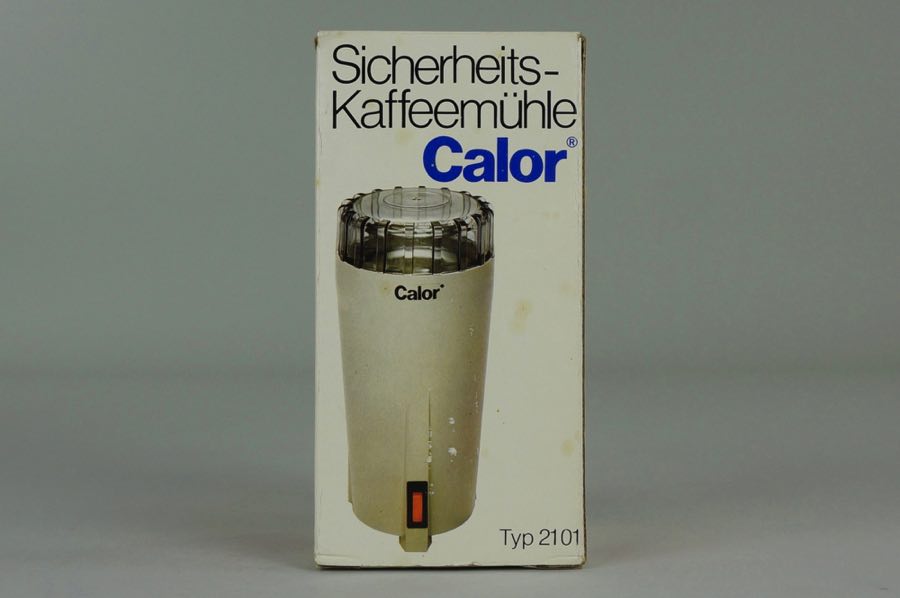 Sicherheits-
Kaffeemühle
Calor®
Calor®
Typ 2101